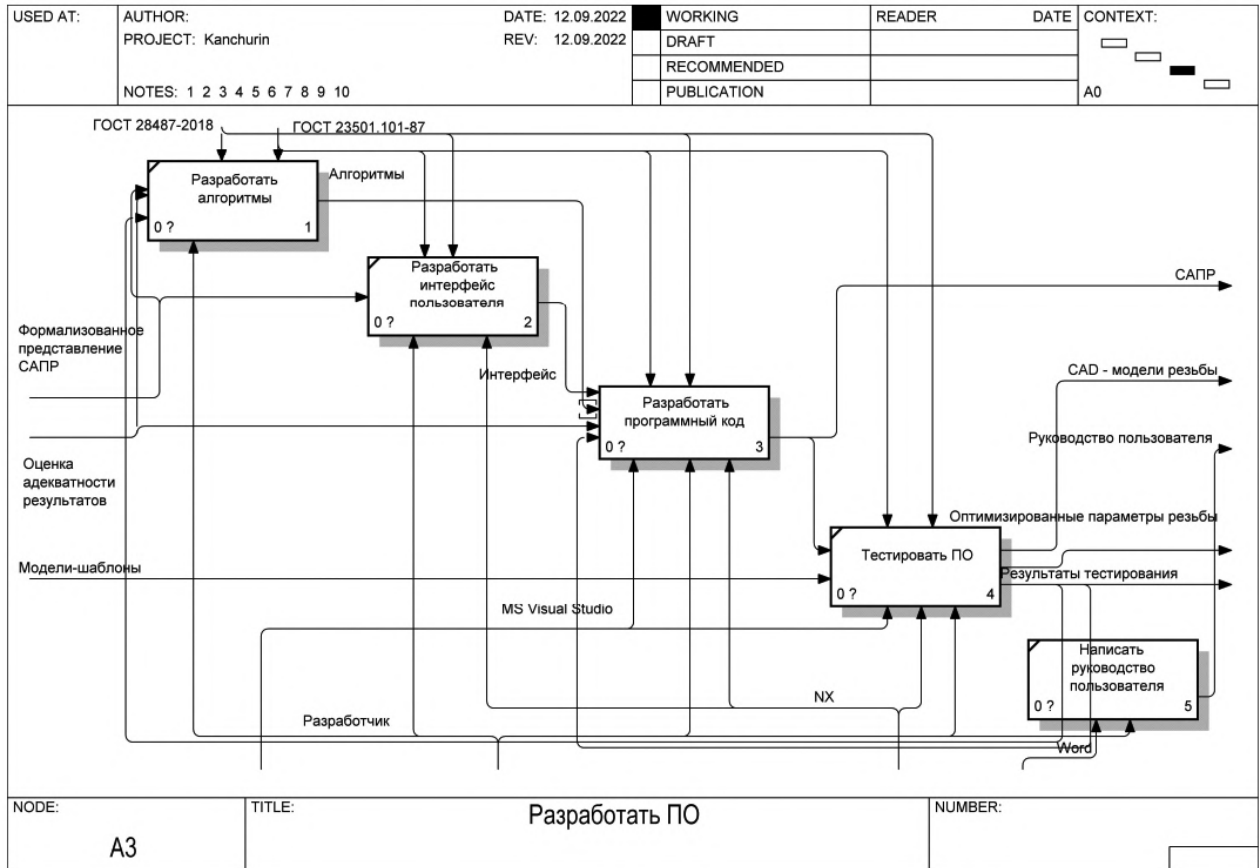 USED AT:
AUTHOR:
DATE: 12.09.2022
WORKING
READER
DATE
CONTEXT:
PROJECT: Kanchurin
REV: 12.09.2022
DRAFT
RECOMMENDED
NOTES: 1 2 3 4 5 6 7 8 9 10
PUBLICATION
A0
ГОСТ 28487-2018
ГОСТ 23501.101-87
Разработать
алгоритмы
0 ?
1
Алгоритмы
Разработать
интерфейс
пользователя
0 ?
2
САПР
Формализованное
представление
САПР
Интерфейс
CAD - модели резьбы
Разработать
программный код
0 ?
3
Руководство пользователя
Оценка
адекватности
результатов
Оптимизированные параметры резьбы
Тестировать ПО
0 ?
4
Модели-шаблоны
Результаты тестирования
MS Visual Studio
Написать
руководство
пользователя
0 ?
5
NX
Разработчик
Word
NODE:
A3
TITLE:
Разработать ПО
NUMBER: